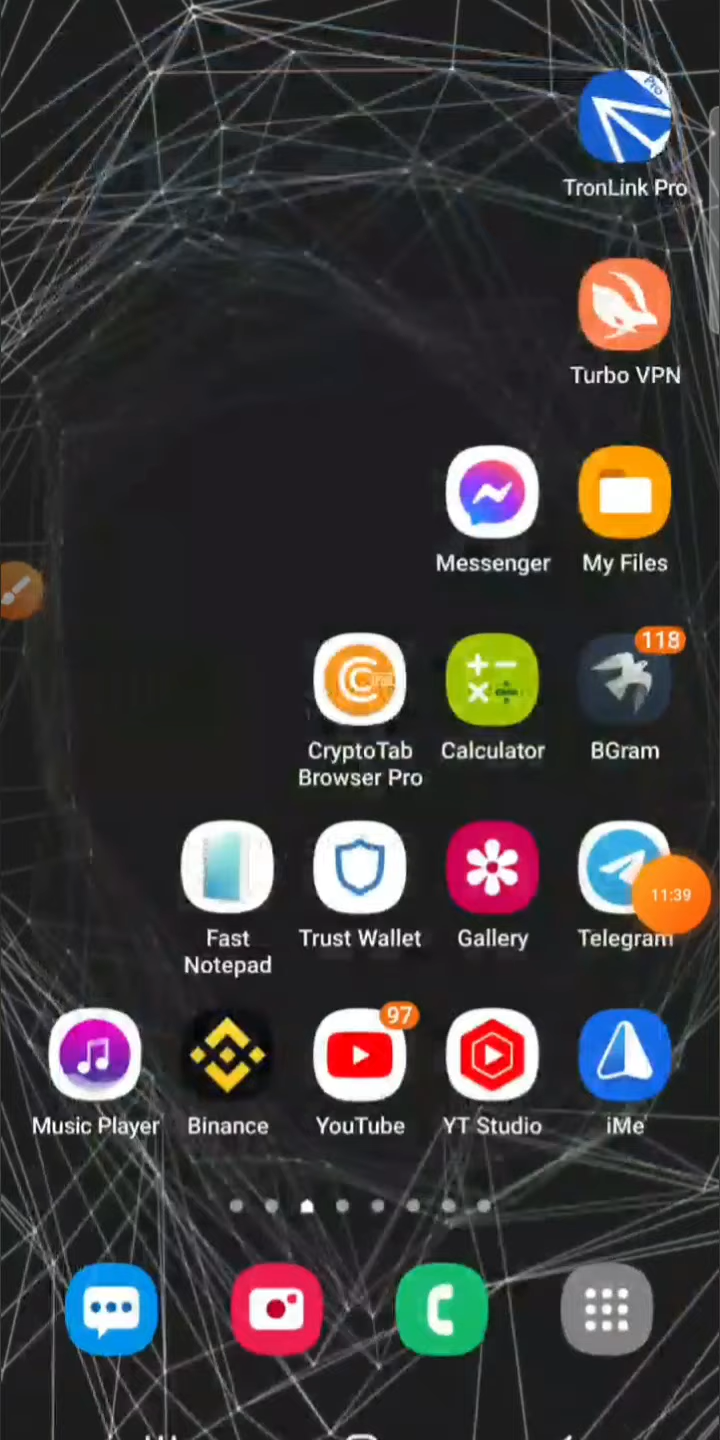 Pro
TronLink Pro
Turbo VPN
Messenger
My Files
118
CryptoTab
Browser Pro
Calculator
BGram
11:39
Fast
Notepad
Trust Wallet
Gallery
Telegram
97
Music Player
Binance
YouTube
YT Studio
iMe